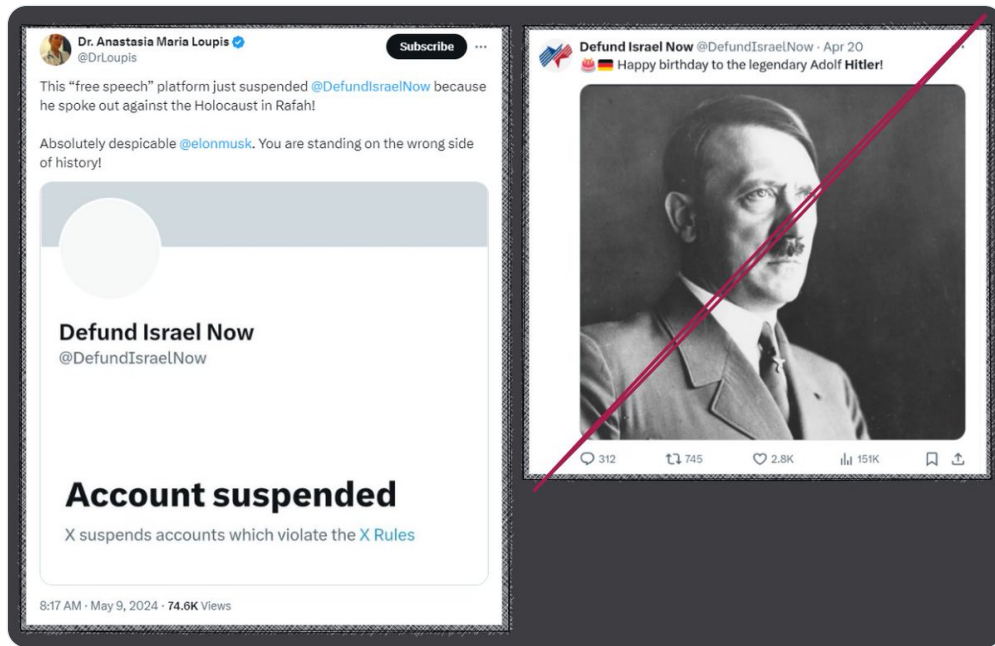 Dr. Anastasia Maria Loupis
@DrLoupis
Subscribe
This “free speech” platform just suspended @DefundIsraelNow because
he spoke out against the Holocaust in Rafah!
Absolutely despicable @elonmusk. You are standing on the wrong side
of history!
Defund Israel Now
@DefundIsraelNow
Account suspended
X suspends accounts which violate the X Rules
8:17 AM · May 9, 2024 · 74.6K Views
Defund Israel Now @DefundIsraelNow · Apr 20
🎂🇩🇪 Happy birthday to the legendary Adolf Hitler!
312 745 2.8K 151K